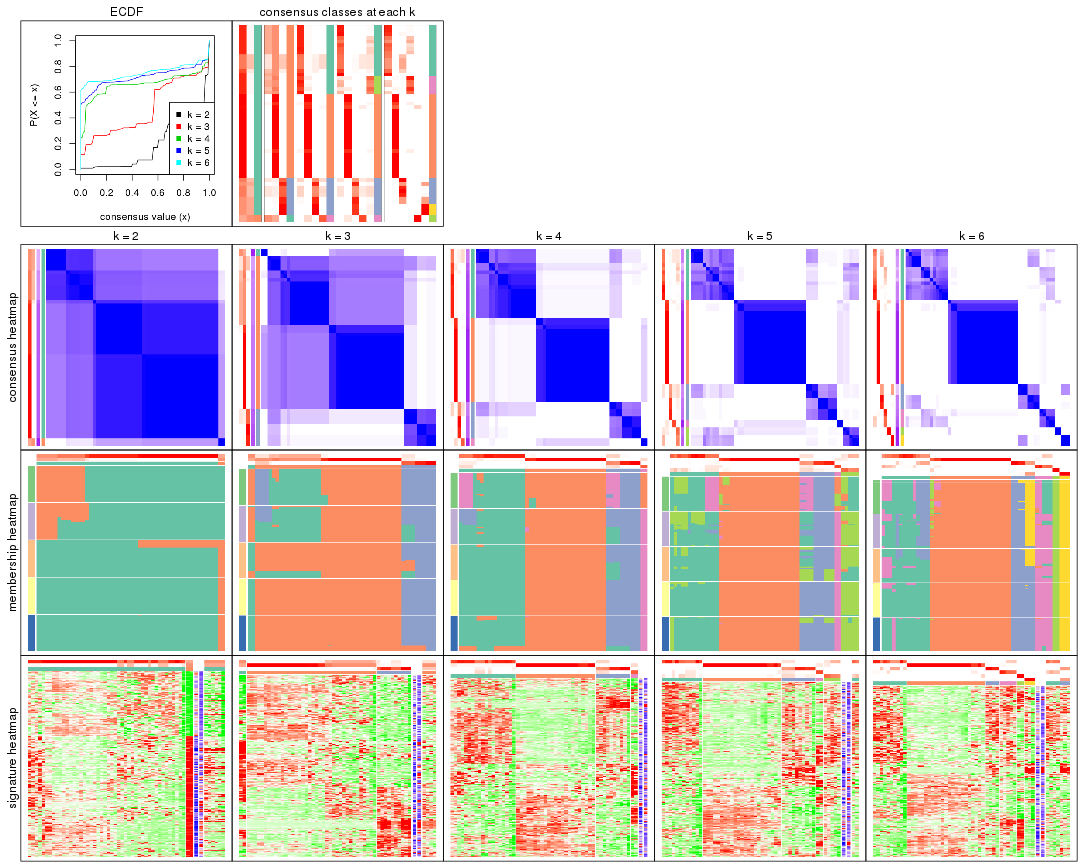 ECDF
consensus classes at each k
P(X <= x)
0.0
0.2
0.4
0.6
0.8
1.0
k = 2
k = 3
k = 4
k = 5
k = 6
0.0 0.2 0.4 0.6 0.8 1.0
consensus value (x)
k = 2
k = 3
k = 4
k = 5
k = 6
consensus heatmap
membership heatmap
signature heatmap